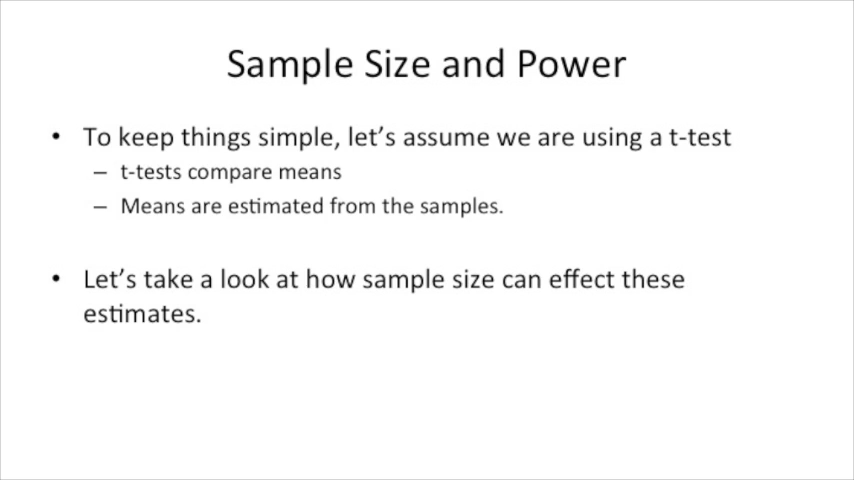 Sample Size and Power
• To keep things simple, let’s assume we are using a t-test
– t-tests compare means
– Means are estimated from the samples.
• Let’s take a look at how sample size can effect these
estimates.